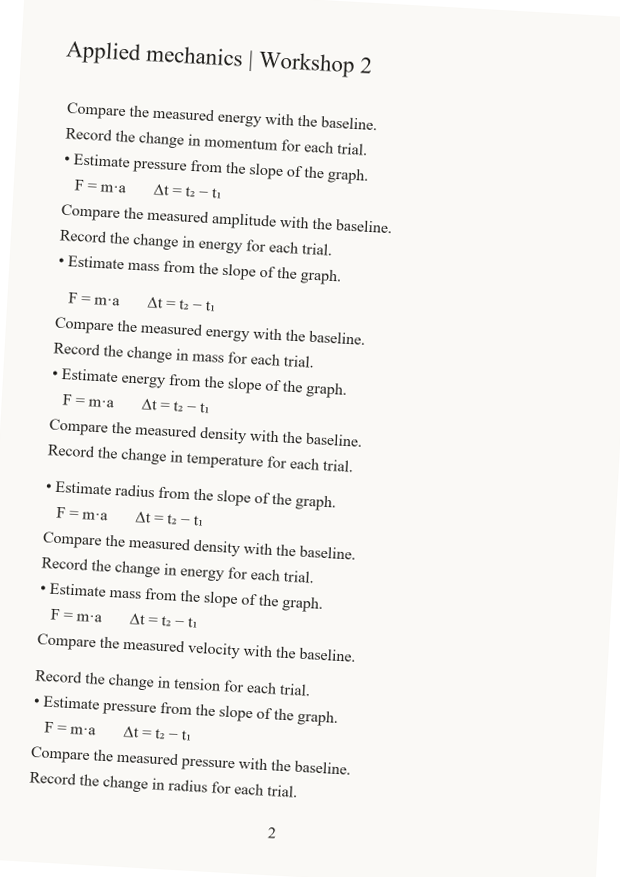 Applied mechanics | Workshop 2
Compare the measured energy with the baseline.
Record the change in momentum for each trial.
• Estimate pressure from the slope of the graph.
F = m·a Δt = t₂ − t₁
Compare the measured amplitude with the baseline.
Record the change in energy for each trial.
• Estimate mass from the slope of the graph.
F = m·a Δt = t₂ − t₁
Compare the measured energy with the baseline.
Record the change in mass for each trial.
• Estimate energy from the slope of the graph.
F = m·a Δt = t₂ − t₁
Compare the measured density with the baseline.
Record the change in temperature for each trial.
• Estimate radius from the slope of the graph.
F = m·a Δt = t₂ − t₁
Compare the measured density with the baseline.
Record the change in energy for each trial.
• Estimate mass from the slope of the graph.
F = m·a Δt = t₂ − t₁
Compare the measured velocity with the baseline.
Record the change in tension for each trial.
• Estimate pressure from the slope of the graph.
F = m·a Δt = t₂ − t₁
Compare the measured pressure with the baseline.
Record the change in radius for each trial.
2